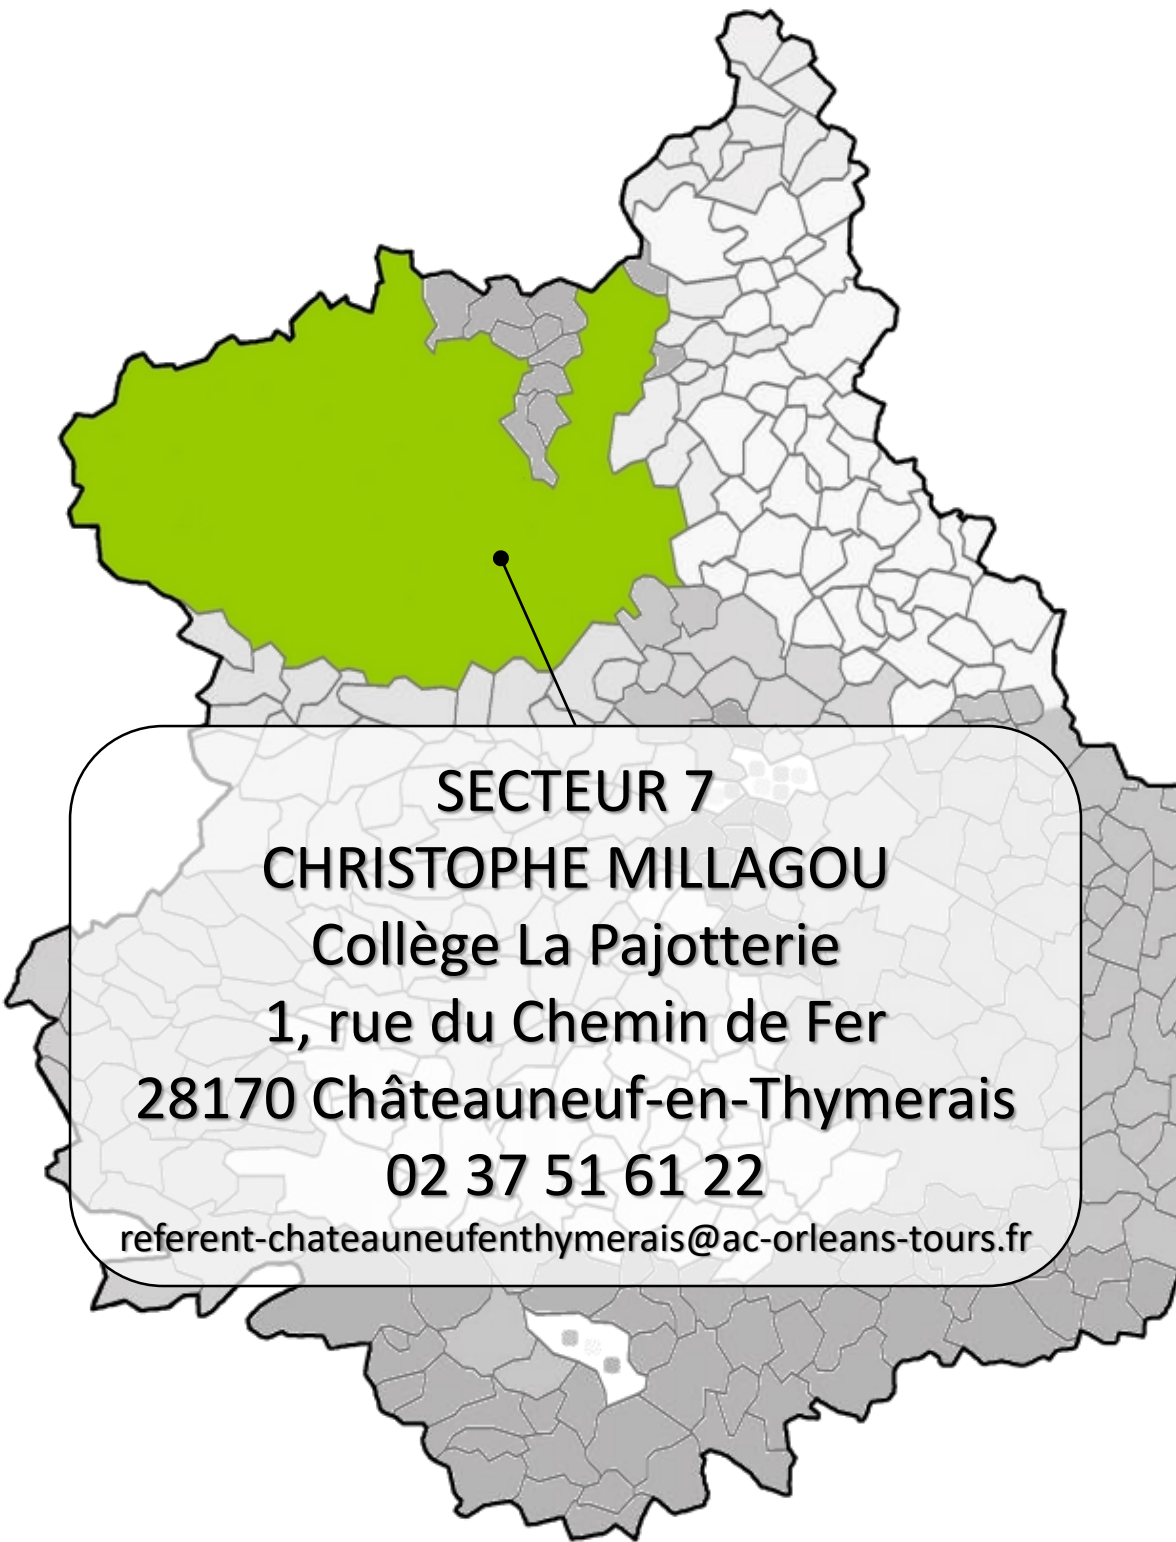 SECTEUR 7
CHRISTOPHE MILLAGOU
Collège La Pajotterie
1, rue du Chemin de Fer
28170 Châteauneuf-en-Thymerais
02 37 51 61 22
referent-chateauneufenthymerais@ac-orleans-tours.fr